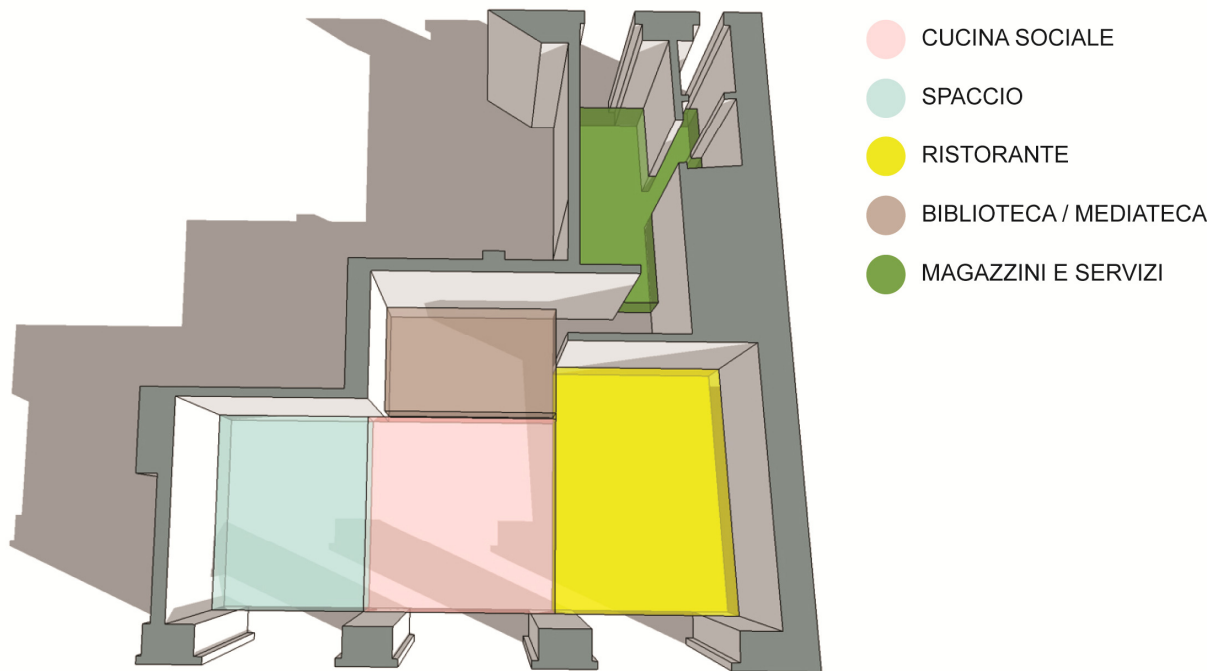 CUCINA SOCIALE
SPACCIO
RISTORANTE
BIBLIOTECA / MEDIATECA
MAGAZZINI E SERVIZI